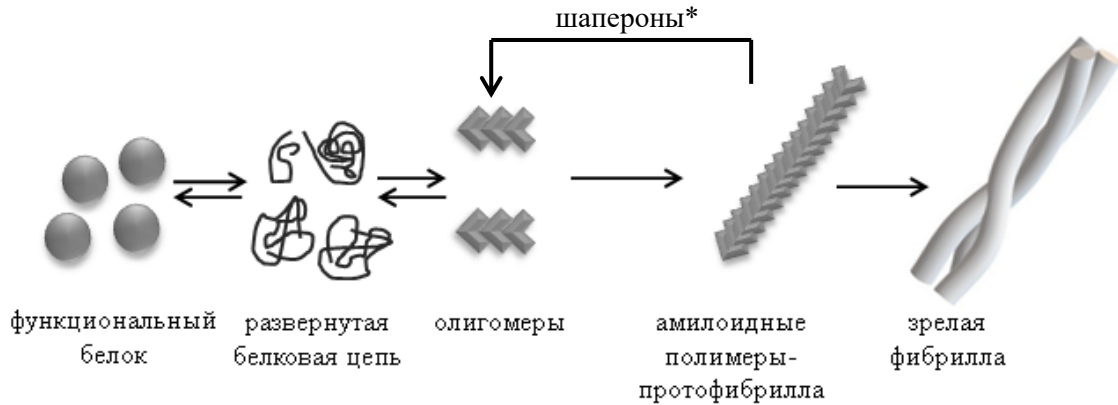 шапероны*
функциональный
белок
развернутая
белковая цепь
олигомеры
амилоидные
полимеры-
протофибрилла
зрелая
фибрилла